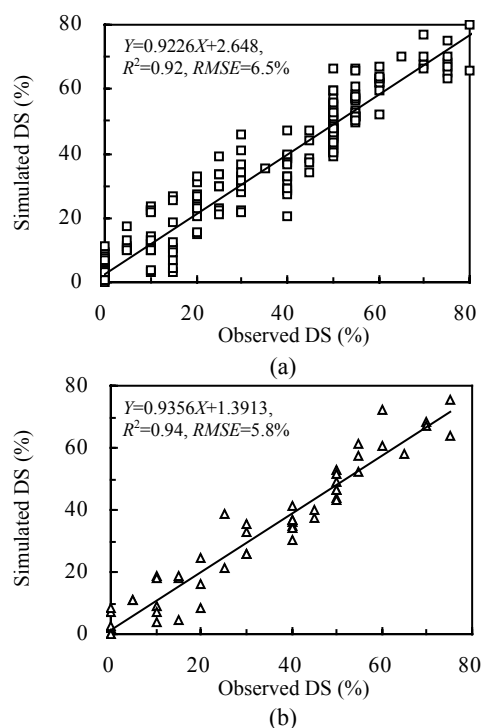 80
Y=0.9226X+2.648,
R²=0.92, RMSE=6.5%
60
40
20
0
Simulated DS (%)
0 20 40 60 80
Observed DS (%)
(a)
80
Y=0.9356X+1.3913,
R²=0.94, RMSE=5.8%
60
40
20
0
Simulated DS (%)
0 20 40 60 80
Observed DS (%)
(b)